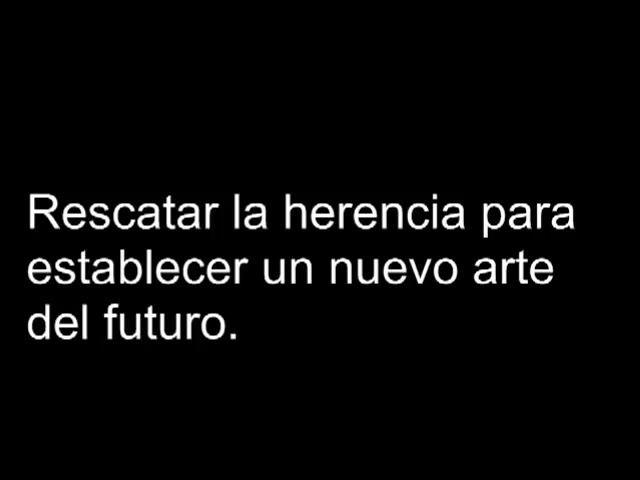 Rescatar la herencia para
establecer un nuevo arte
del futuro.